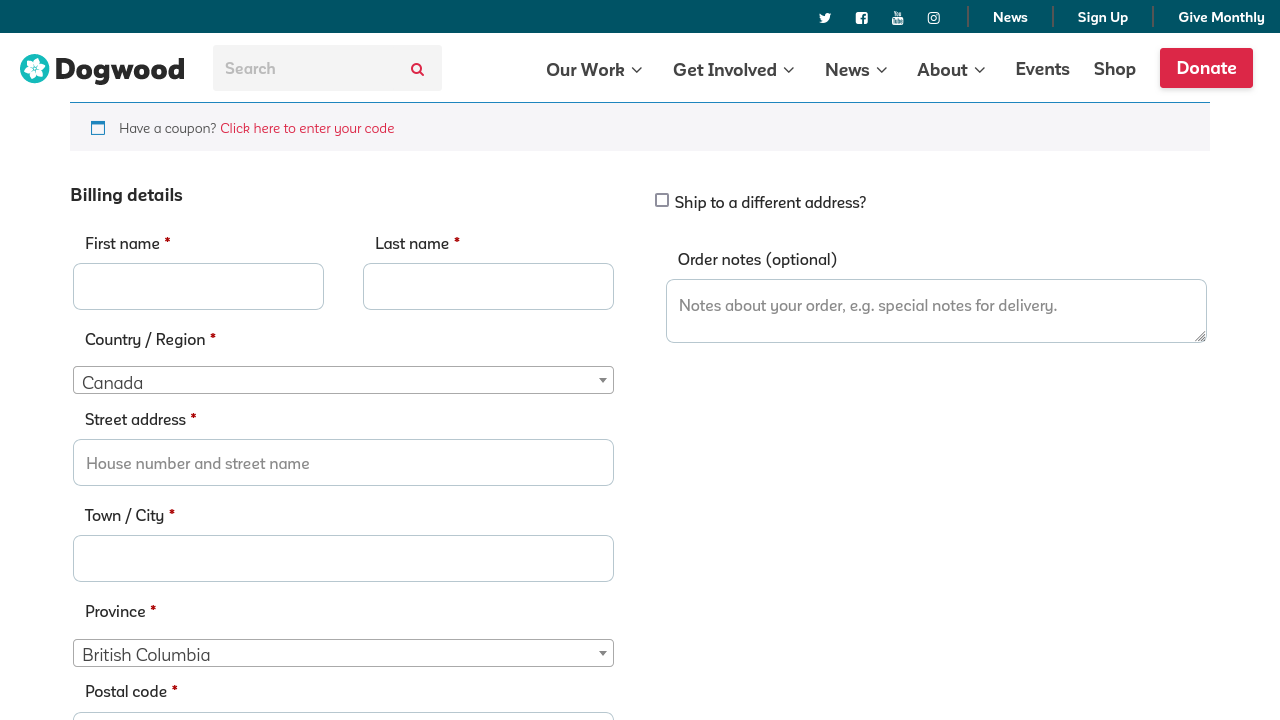 News
Sign Up
Give Monthly
Dogwood
Search
Our Work
Get Involved
News
About
Events
Shop
Donate
Have a coupon? Click here to enter your code
Billing details
First name *
Last name *
Country / Region *
Canada
Street address *
House number and street name
Town / City *
Province *
British Columbia
Postal code *
Ship to a different address?
Order notes (optional)
Notes about your order, e.g. special notes for delivery.